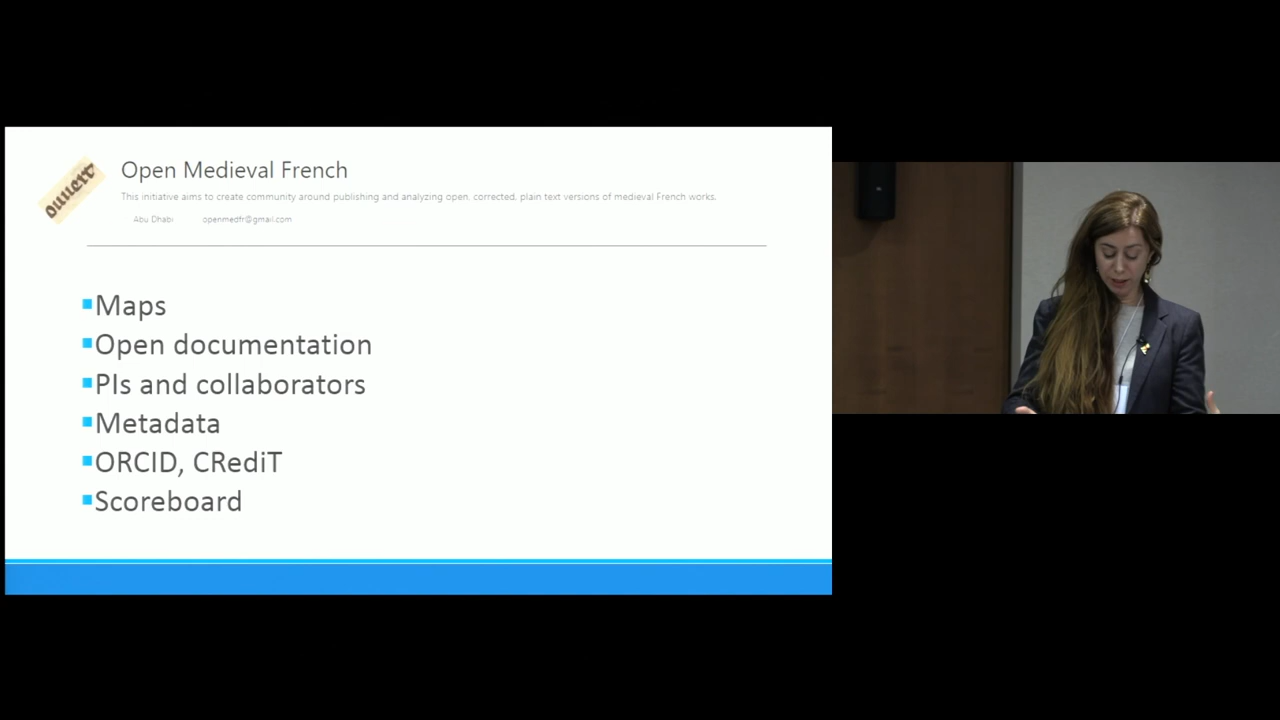 Open Medieval French
This initiative aims to create community around publishing and analyzing open, corrected, plain text versions of medieval French works.
Abu Dhabi openmedfr@gmail.com
Maps
Open documentation
PIs and collaborators
Metadata
ORCID, CRediT
Scoreboard